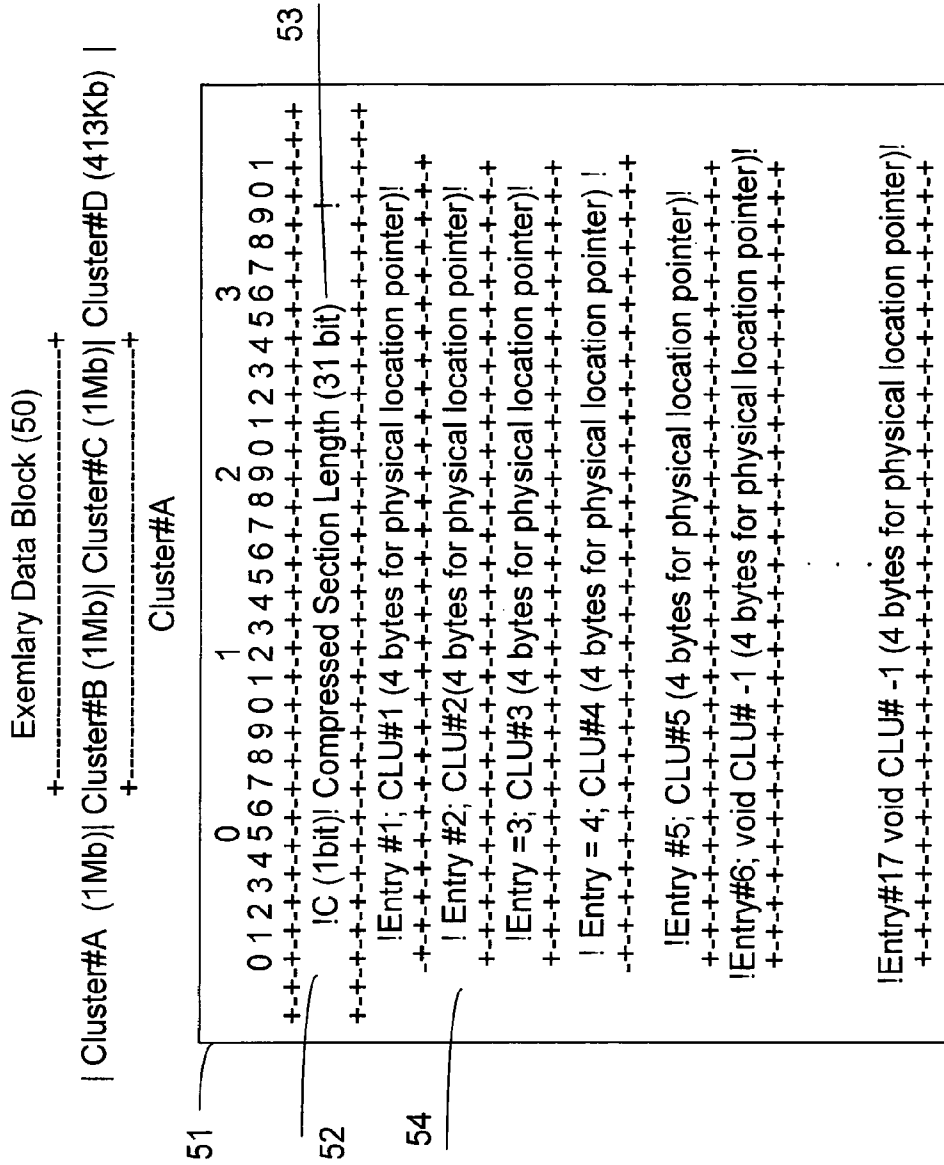 Exemlary Data Block (50)
+----------------------------------+
| Cluster#A (1Mb)| Cluster#B (1Mb)| Cluster#C (1Mb)| Cluster#D (413Kb) |
+----------------------------------+
Cluster#A
51
0 1 2 3
0 1 2 3 4 5 6 7 8 9 0 1 2 3 4 5 6 7 8 9 0 1 2 3 4 5 6 7 8 9 0 1
+-+-+-+-+-+-+-+-+-+-+-+-+-+-+-+-+-+-+-+-+-+-+-+-+-+-+-+-+-+-+-+-+
52
!C (1bit)! Compressed Section Length (31 bit) !
53
+-+-+-+-+-+-+-+-+-+-+-+-+-+-+-+-+-+-+-+-+-+-+-+-+-+-+-+-+-+-+-+-+
!Entry #1; CLU#1 (4 bytes for physical location pointer)!
-+-+-+-+-+-+-+-+-+-+-+-+-+-+-+-+-+-+-+-+-+-+-+-+-+-+-+
54
! Entry #2; CLU#2(4 bytes for physical location pointer)!
+-+-+-+-+-+-+-+-+-+-+-+-+-+-+-+-+-+-+-+-+-+-+-+-+-+-+-+
!Entry =3; CLU#3 (4 bytes for physical location pointer)!
+-+-+-+-+-+-+-+-+-+-+-+-+-+-+-+-+-+-+-+-+-+-+-+-+-+-+-+
! Entry = 4; CLU#4 (4 bytes for physical location pointer) !
-+-+-+-+-+-+-+-+-+-+-+-+-+-+-+-+-+-+-+-+-+-+-+-+-+-+-+
!Entry #5; CLU#5 (4 bytes for physical location pointer)!
+-+-+-+-+-+-+-+-+-+-+-+-+-+-+-+-+-+-+-+-+-+-+-+-+-+-+
!Entry#6; void CLU# -1 (4 bytes for physical location pointer)!
+-+-+-+-+-+-+-+-+-+-+-+-+-+-+-+-+-+-+-+-+-+-+-+-+-+-+
. . .
!Entry#17 void CLU# -1 (4 bytes for physical location pointer)!